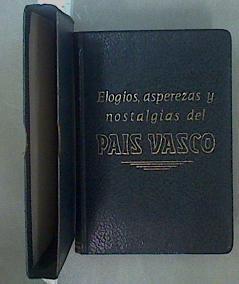 Elogios, asperezas y
nostalgias del
PAIS VASCO